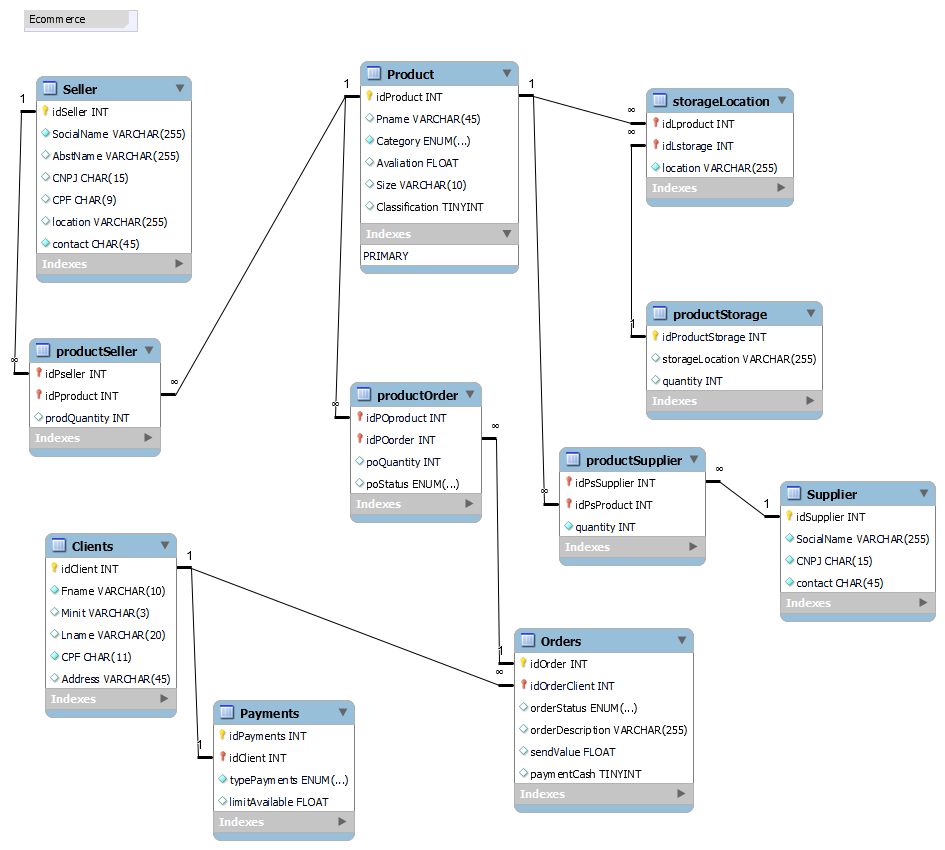 Ecommerce
Seller
idSeller INT
SocialName VARCHAR(255)
AbstName VARCHAR(255)
CNPJ CHAR(15)
CPF CHAR(9)
location VARCHAR(255)
contact CHAR(45)
Indexes
Product
idProduct INT
Pname VARCHAR(45)
Category ENUM(...)
Avaliation FLOAT
Size VARCHAR(10)
Classification TINYINT
Indexes
PRIMARY
storageLocation
idLproduct INT
idLstorage INT
location VARCHAR(255)
Indexes
productStorage
idProductStorage INT
storageLocation VARCHAR(255)
quantity INT
Indexes
productSeller
idPseller INT
idPproduct INT
prodQuantity INT
Indexes
productOrder
idPOproduct INT
idPOorder INT
poQuantity INT
poStatus ENUM(...)
Indexes
productSupplier
idPsSupplier INT
idPsProduct INT
quantity INT
Indexes
Supplier
idSupplier INT
SocialName VARCHAR(255)
CNPJ CHAR(15)
contact CHAR(45)
Indexes
Clients
idClient INT
Fname VARCHAR(10)
Minit VARCHAR(3)
Lname VARCHAR(20)
CPF CHAR(11)
Address VARCHAR(45)
Indexes
Payments
idPayments INT
idClient INT
typePayments ENUM(...)
limitAvailable FLOAT
Indexes
Orders
idOrder INT
idOrderClient INT
orderStatus ENUM(...)
orderDescription VARCHAR(255)
sendValue FLOAT
paymentCash TINYINT
Indexes
1
∞
1
∞
∞
1
∞
∞
1
∞
∞
1
∞
1
1
∞
1